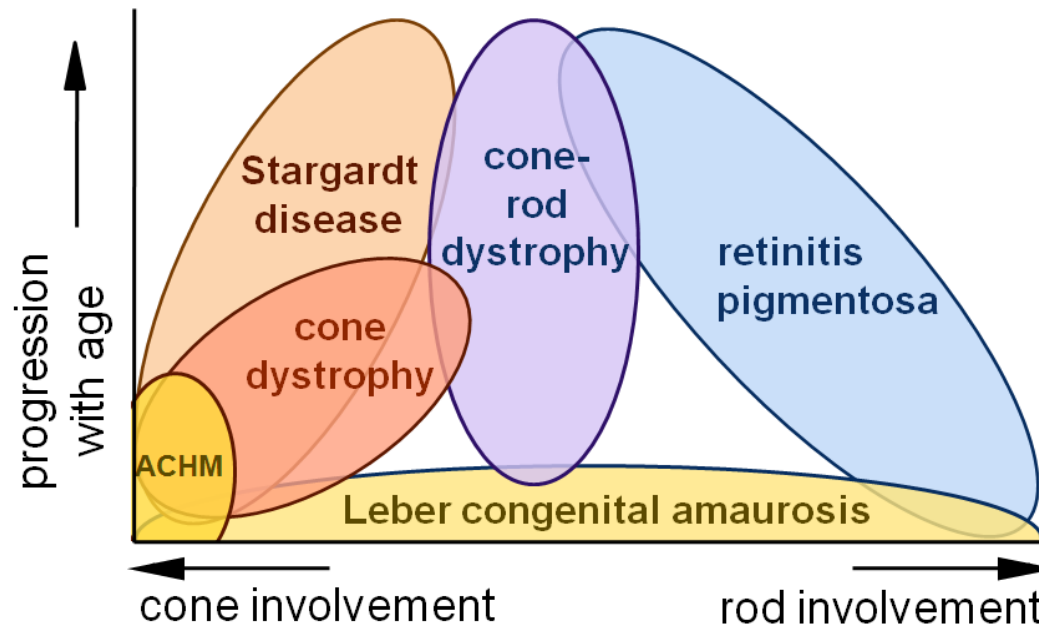 Stargardt
disease
cone-
rod
dystrophy
retinitis
pigmentosa
cone
dystrophy
ACHM
Leber congenital amaurosis
progression
with age
cone involvement
rod involvement